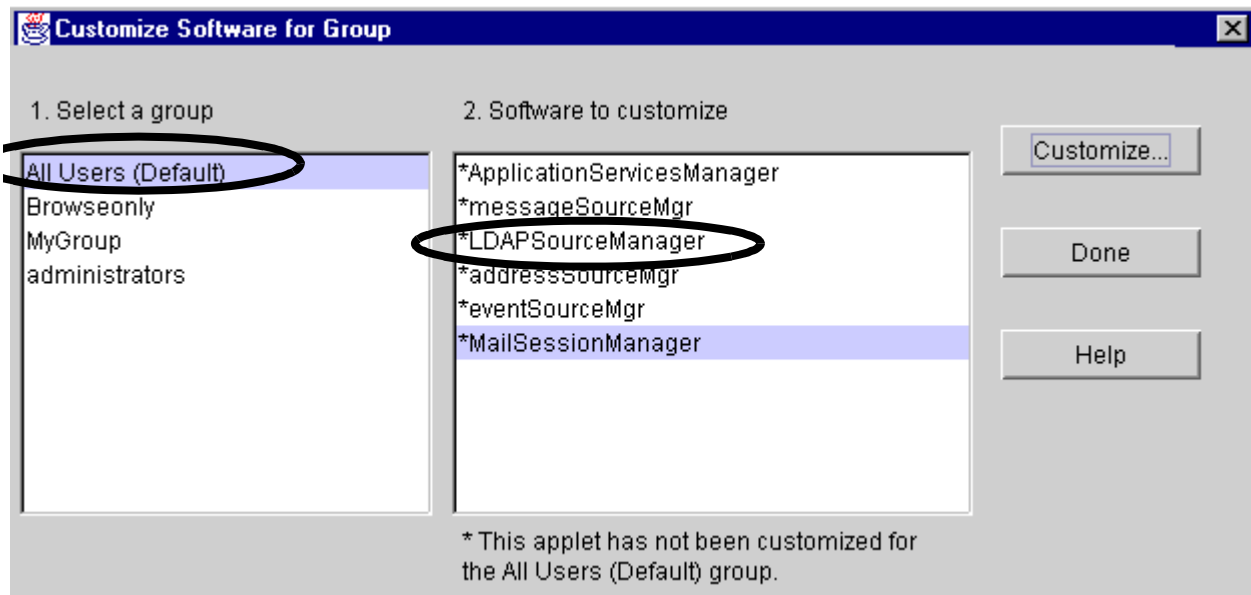 Customize Software for Group
1. Select a group
All Users (Default)
Browseonly
MyGroup
administrators
2. Software to customize
*ApplicationServicesManager
*messageSourceMgr
*LDAPSourceManager
*addressSourceMgr
*eventSourceMgr
*MailSessionManager
* This applet has not been customized for
the All Users (Default) group.
Customize...
Done
Help